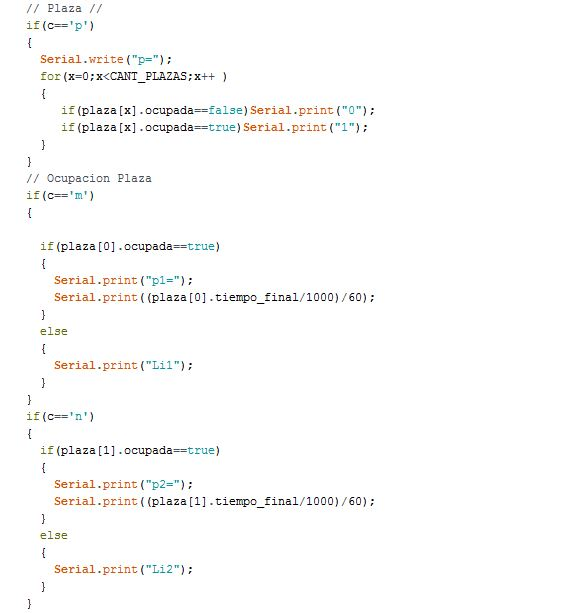 // Plaza //
if(c=='p')
{
  Serial.write("p=");
  for(x=0;x<CANT_PLAZAS;x++ )
  {
     if(plaza[x].ocupada==false)Serial.print("0");
     if(plaza[x].ocupada==true)Serial.print("1");
  }
}
// Ocupacion Plaza
if(c=='m')
{

  if(plaza[0].ocupada==true)
  {
    Serial.print("p1=");
    Serial.print((plaza[0].tiempo_final/1000)/60);
  }
  else
  {
    Serial.print("Li1");
  }
}
if(c=='n')
{
  if(plaza[1].ocupada==true)
  {
    Serial.print("p2=");
    Serial.print((plaza[1].tiempo_final/1000)/60);
  }
  else
  {
    Serial.print("Li2");
  }
}